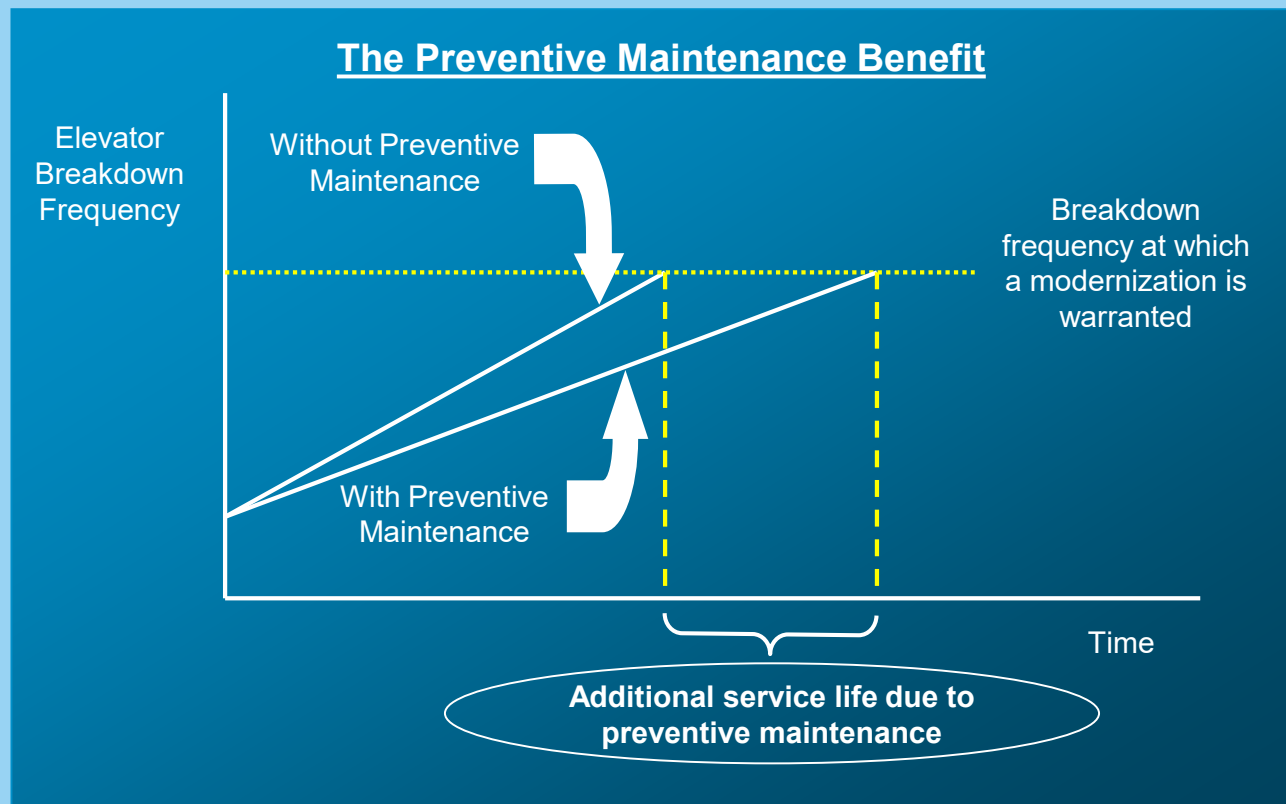 The Preventive Maintenance Benefit
Elevator
Breakdown
Frequency
Without Preventive
Maintenance
Breakdown
frequency at which
a modernization is
warranted
With Preventive
Maintenance
Time
Additional service life due to
preventive maintenance